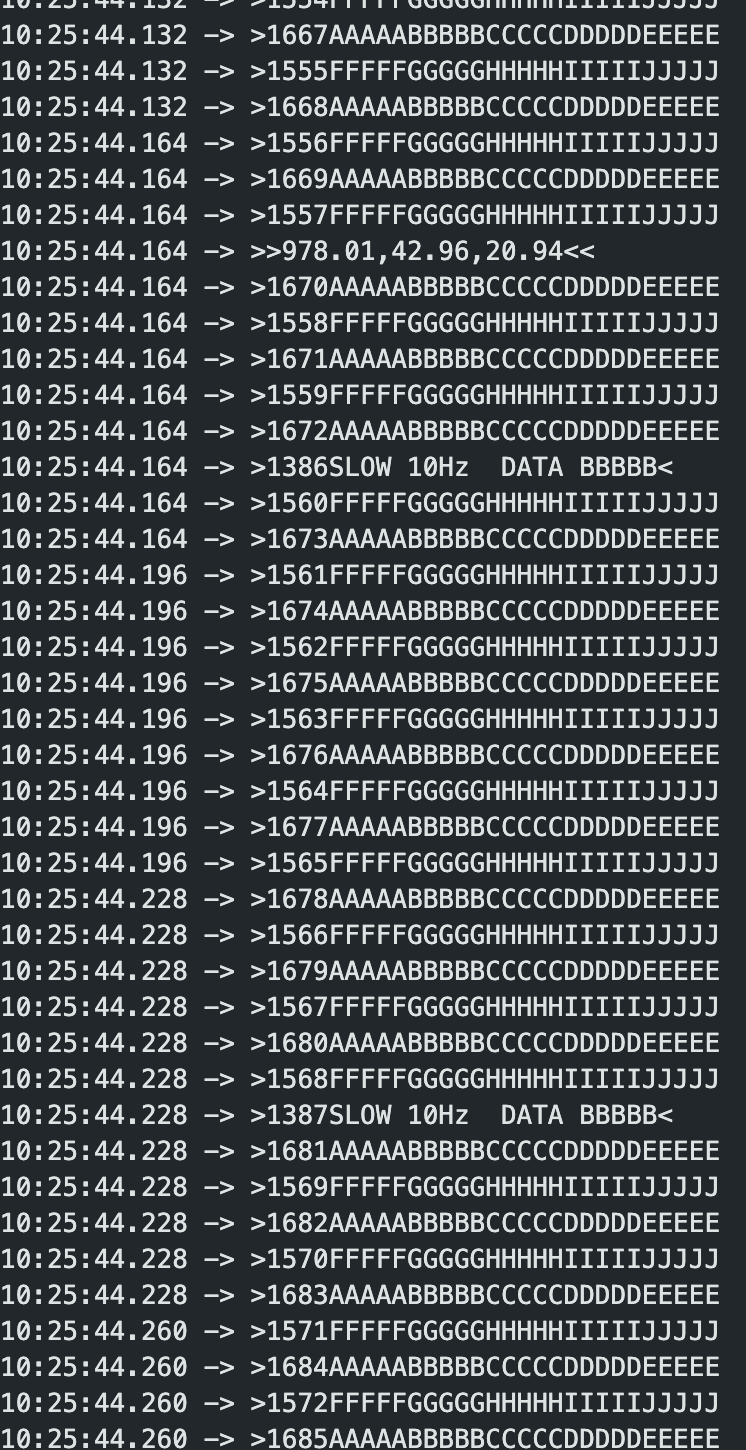 10:25:44.132 -> >1554FFFFFGGGGGHHHHHIIIIIJJJJJ
10:25:44.132 -> >1667AAAAABBBBBCCCCCDDDDDEEEEE
10:25:44.132 -> >1555FFFFFGGGGGHHHHHIIIIIJJJJJ
10:25:44.132 -> >1668AAAAABBBBBCCCCCDDDDDEEEEE
10:25:44.164 -> >1556FFFFFGGGGGHHHHHIIIIIJJJJJ
10:25:44.164 -> >1669AAAAABBBBBCCCCCDDDDDEEEEE
10:25:44.164 -> >1557FFFFFGGGGGHHHHHIIIIIJJJJJ
10:25:44.164 -> >>978.01,42.96,20.94<<
10:25:44.164 -> >1670AAAAABBBBBCCCCCDDDDDEEEEE
10:25:44.164 -> >1558FFFFFGGGGGHHHHHIIIIIJJJJJ
10:25:44.164 -> >1671AAAAABBBBBCCCCCDDDDDEEEEE
10:25:44.164 -> >1559FFFFFGGGGGHHHHHIIIIIJJJJJ
10:25:44.164 -> >1672AAAAABBBBBCCCCCDDDDDEEEEE
10:25:44.164 -> >1386SLOW 10Hz  DATA BBBBB<
10:25:44.164 -> >1560FFFFFGGGGGHHHHHIIIIIJJJJJ
10:25:44.164 -> >1673AAAAABBBBBCCCCCDDDDDEEEEE
10:25:44.196 -> >1561FFFFFGGGGGHHHHHIIIIIJJJJJ
10:25:44.196 -> >1674AAAAABBBBBCCCCCDDDDDEEEEE
10:25:44.196 -> >1562FFFFFGGGGGHHHHHIIIIIJJJJJ
10:25:44.196 -> >1675AAAAABBBBBCCCCCDDDDDEEEEE
10:25:44.196 -> >1563FFFFFGGGGGHHHHHIIIIIJJJJJ
10:25:44.196 -> >1676AAAAABBBBBCCCCCDDDDDEEEEE
10:25:44.196 -> >1564FFFFFGGGGGHHHHHIIIIIJJJJJ
10:25:44.196 -> >1677AAAAABBBBBCCCCCDDDDDEEEEE
10:25:44.196 -> >1565FFFFFGGGGGHHHHHIIIIIJJJJJ
10:25:44.228 -> >1678AAAAABBBBBCCCCCDDDDDEEEEE
10:25:44.228 -> >1566FFFFFGGGGGHHHHHIIIIIJJJJJ
10:25:44.228 -> >1679AAAAABBBBBCCCCCDDDDDEEEEE
10:25:44.228 -> >1567FFFFFGGGGGHHHHHIIIIIJJJJJ
10:25:44.228 -> >1680AAAAABBBBBCCCCCDDDDDEEEEE
10:25:44.228 -> >1568FFFFFGGGGGHHHHHIIIIIJJJJJ
10:25:44.228 -> >1387SLOW 10Hz  DATA BBBBB<
10:25:44.228 -> >1681AAAAABBBBBCCCCCDDDDDEEEEE
10:25:44.228 -> >1569FFFFFGGGGGHHHHHIIIIIJJJJJ
10:25:44.228 -> >1682AAAAABBBBBCCCCCDDDDDEEEEE
10:25:44.228 -> >1570FFFFFGGGGGHHHHHIIIIIJJJJJ
10:25:44.228 -> >1683AAAAABBBBBCCCCCDDDDDEEEEE
10:25:44.260 -> >1571FFFFFGGGGGHHHHHIIIIIJJJJJ
10:25:44.260 -> >1684AAAAABBBBBCCCCCDDDDDEEEEE
10:25:44.260 -> >1572FFFFFGGGGGHHHHHIIIIIJJJJJ
10:25:44.260 -> >1685AAAAABBBBBCCCCCDDDDDEEEEE